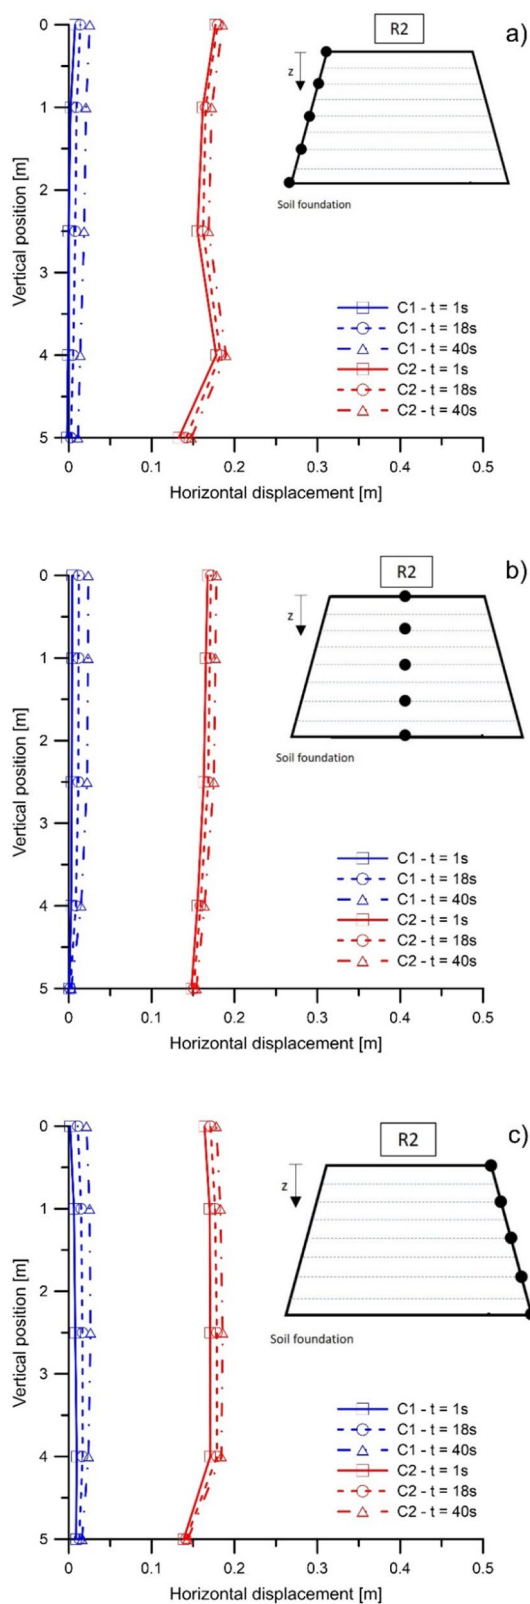 a)
R2
z
Soil foundation
0
1
2
3
4
5
Vertical position [m]
C1 - t = 1s
C1 - t = 18s
C1 - t = 40s
C2 - t = 1s
C2 - t = 18s
C2 - t = 40s
0 0.1 0.2 0.3 0.4 0.5
Horizontal displacement [m]
b)
R2
z
Soil foundation
0
1
2
3
4
5
Vertical position [m]
C1 - t = 1s
C1 - t = 18s
C1 - t = 40s
C2 - t = 1s
C2 - t = 18s
C2 - t = 40s
0 0.1 0.2 0.3 0.4 0.5
Horizontal displacement [m]
c)
R2
z
Soil foundation
0
1
2
3
4
5
Vertical position [m]
C1 - t = 1s
C1 - t = 18s
C1 - t = 40s
C2 - t = 1s
C2 - t = 18s
C2 - t = 40s
0 0.1 0.2 0.3 0.4 0.5
Horizontal displacement [m]